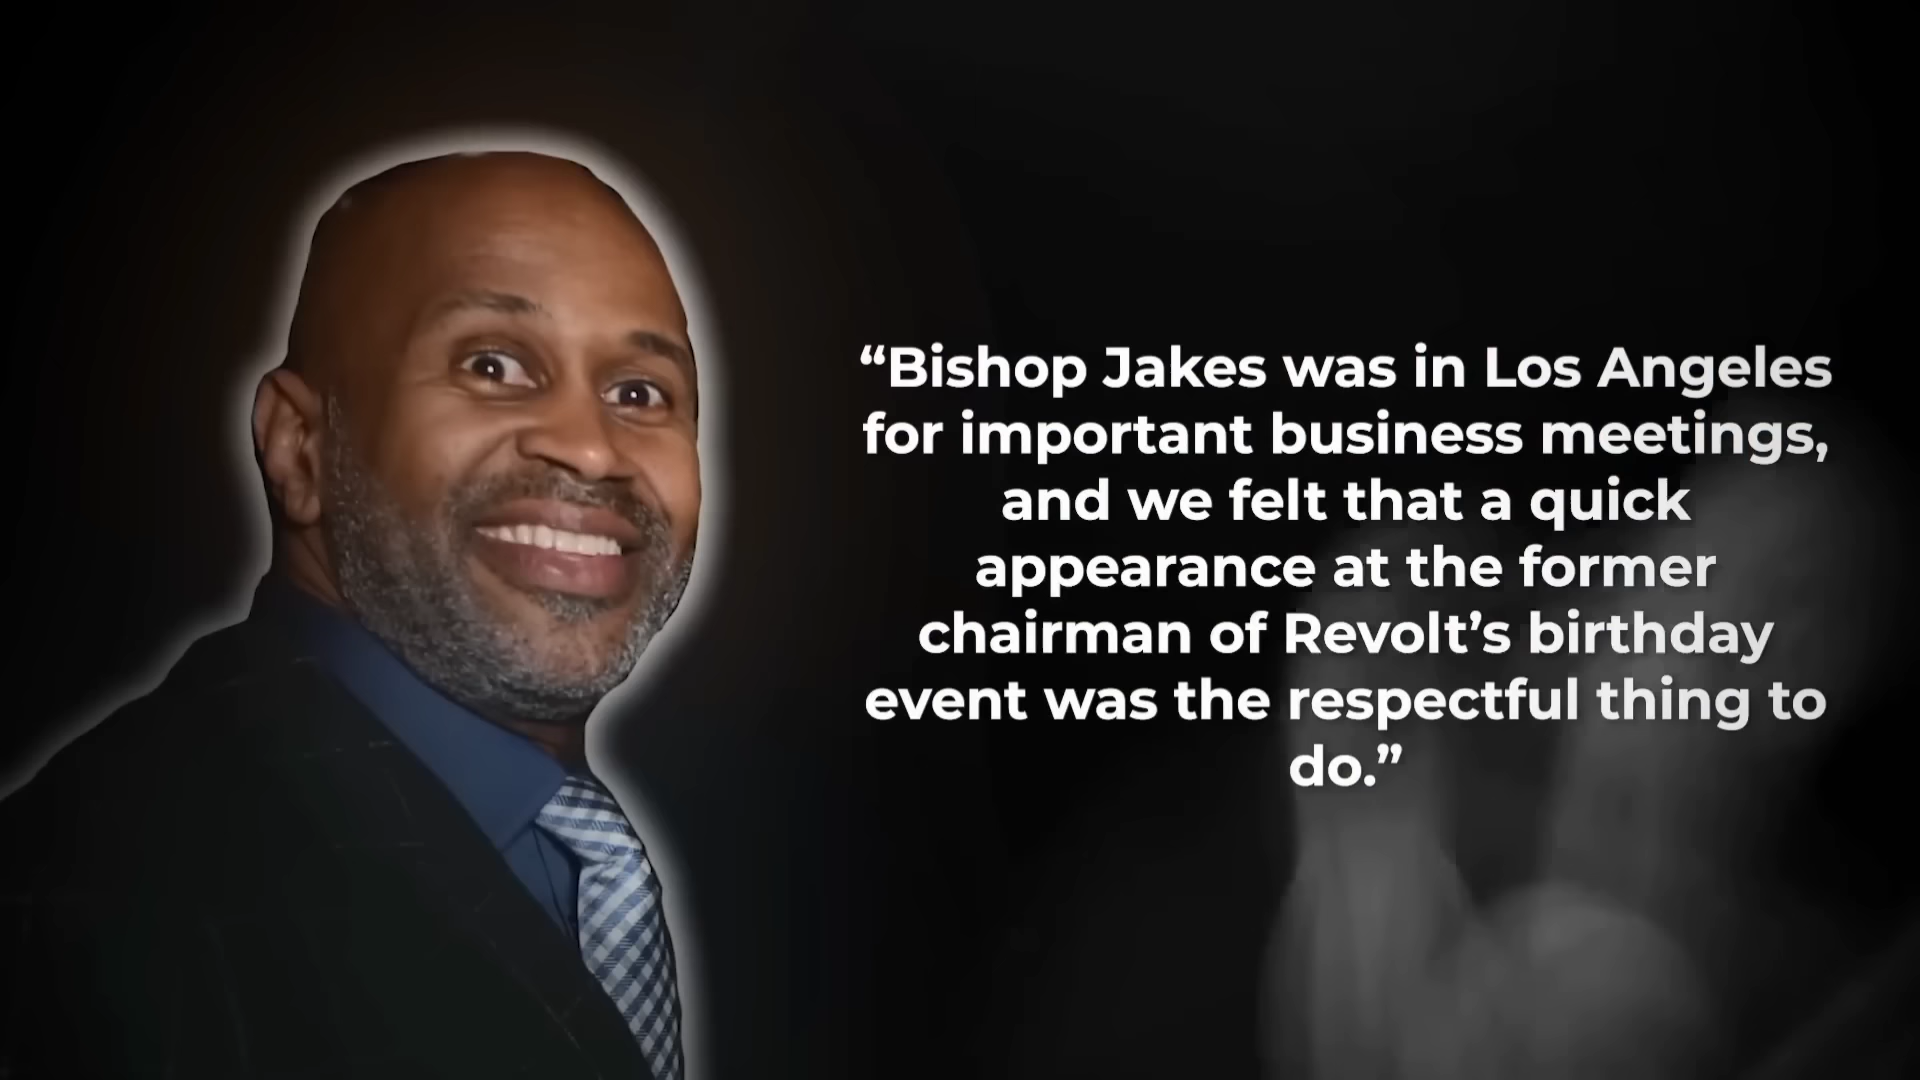 “Bishop Jakes was in Los Angeles
for important business meetings,
and we felt that a quick
appearance at the former
chairman of Revolt’s birthday
event was the respectful thing to
do.”